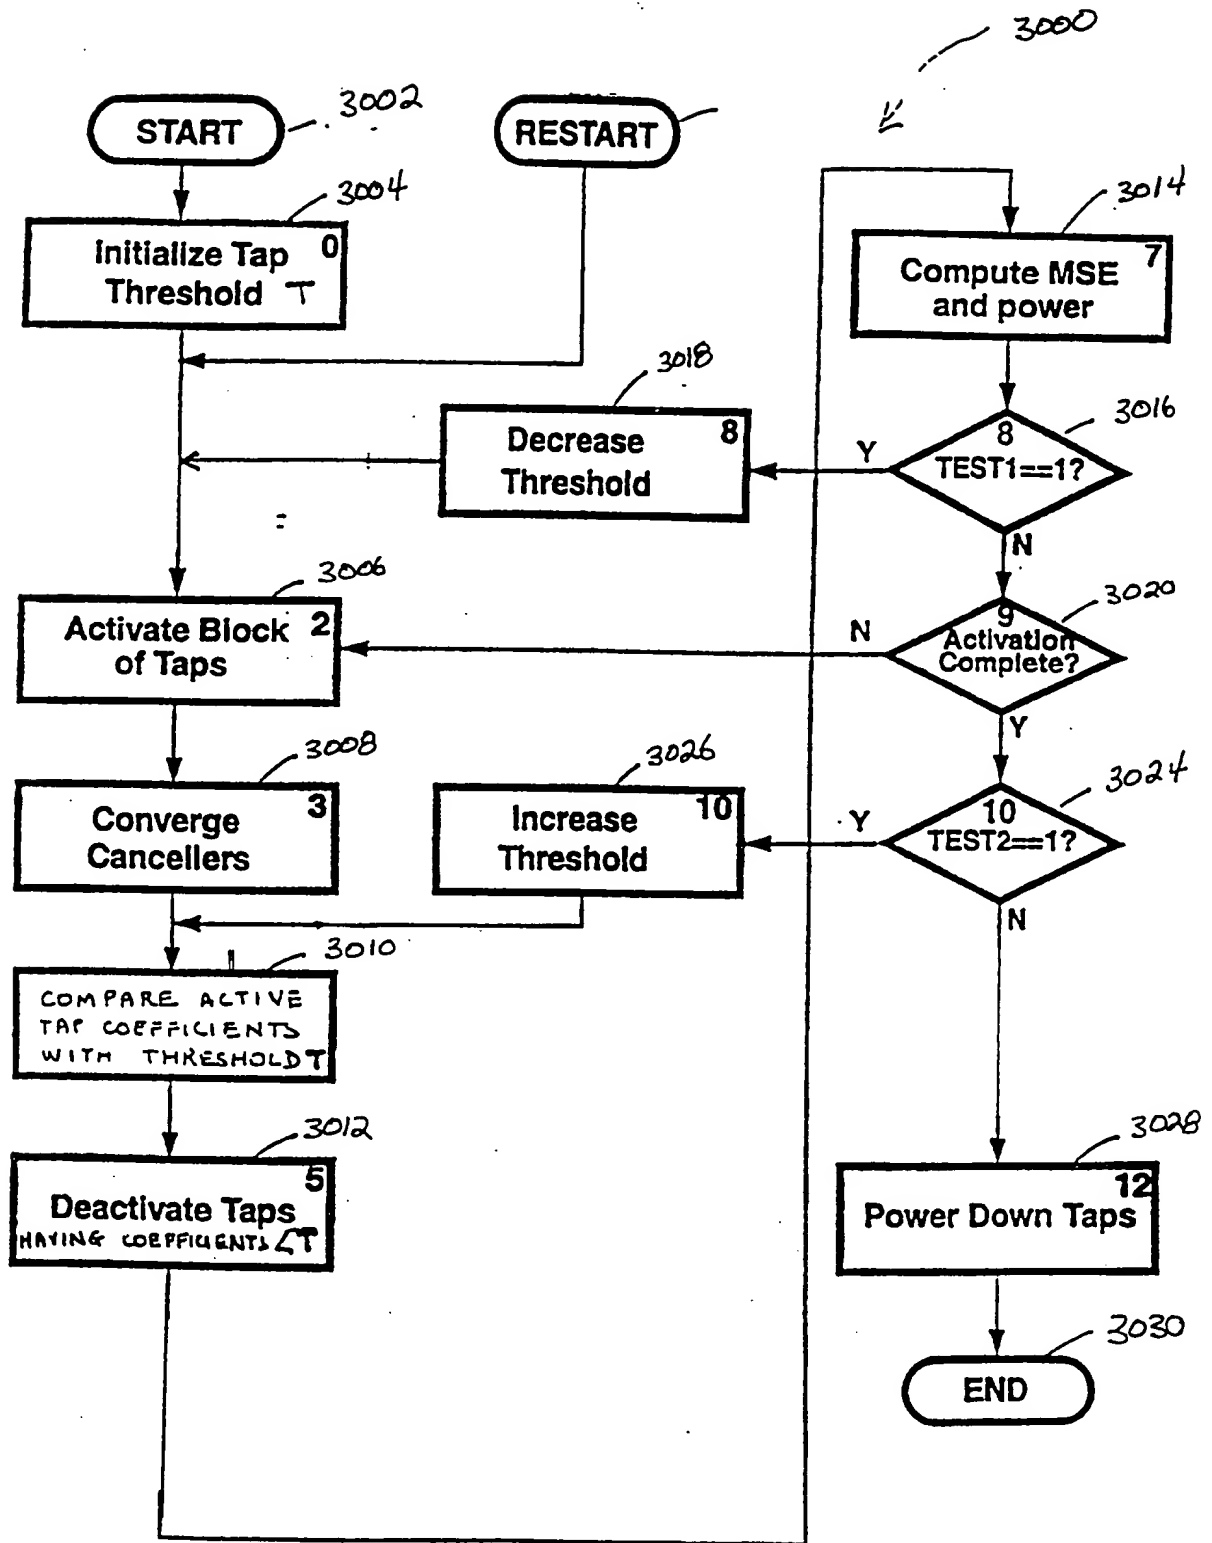 3000
START
3002
RESTART
3004
0
Initialize Tap
Threshold T
3014
7
Compute MSE
and power
3018
8
Decrease
Threshold
3016
8
TEST1==1?
Y
N
3006
2
Activate Block
of Taps
3020
9
Activation
Complete?
N
Y
3008
3
Converge
Cancellers
3026
10
Increase
Threshold
3024
10
TEST2==1?
Y
N
3010
COMPARE ACTIVE
TAP COEFFICIENTS
WITH THRESHOLD T
3012
5
Deactivate Taps
HAVING COEFFICIENTS <T
3028
12
Power Down Taps
3030
END